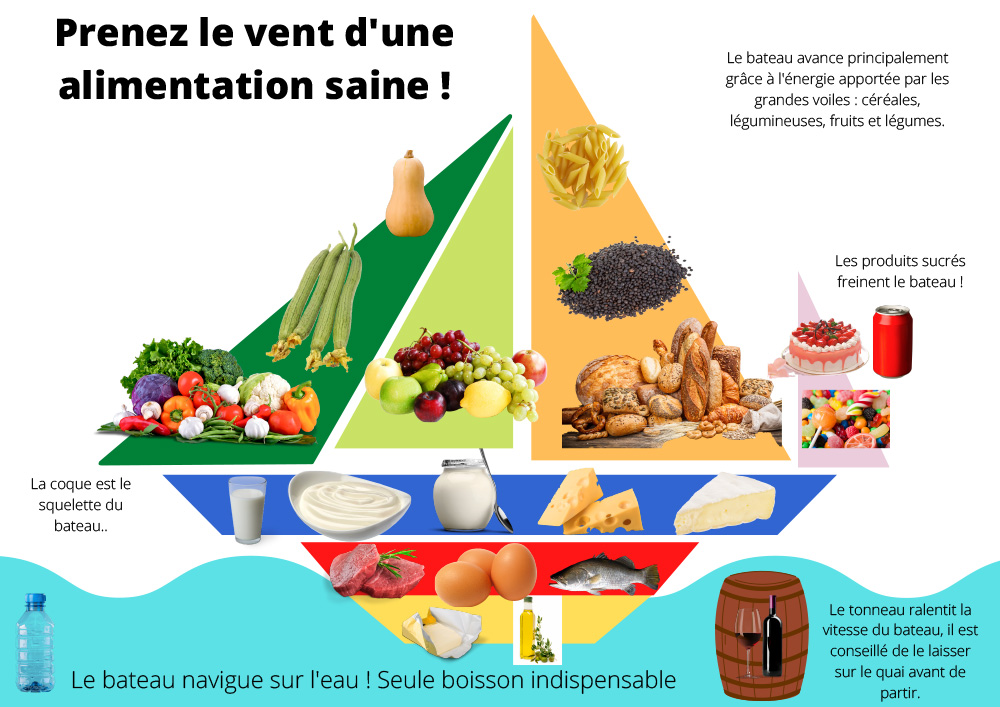 Prenez le vent d'une
alimentation saine !
Le bateau avance principalement
grâce à l'énergie apportée par les
grandes voiles : céréales,
légumineuses, fruits et légumes.
Les produits sucrés
freinent le bateau !
La coque est le
squelette du
bateau..
Le tonneau ralentit la
vitesse du bateau, il est
conseillé de le laisser
sur le quai avant de
partir.
Le bateau navigue sur l'eau ! Seule boisson indispensable